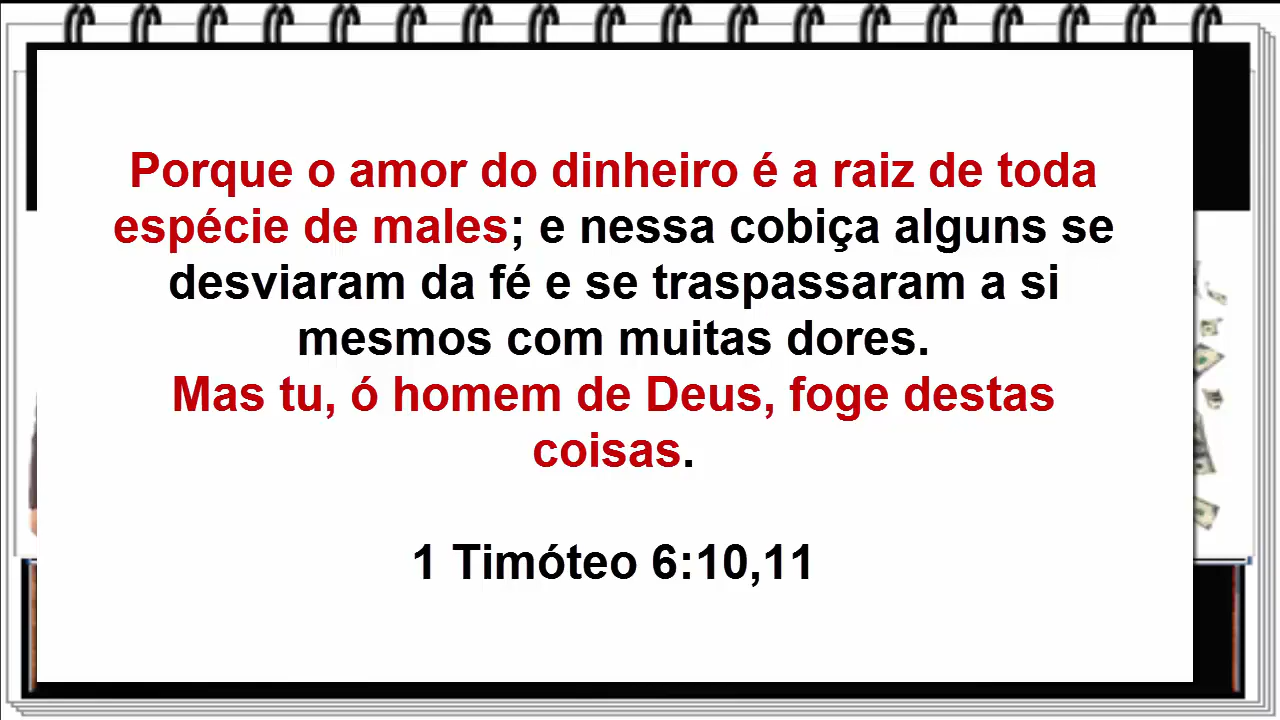 Porque o amor do dinheiro é a raiz de toda
espécie de males; e nessa cobiça alguns se
desviaram da fé e se traspassaram a si
mesmos com muitas dores.
Mas tu, ó homem de Deus, foge destas
coisas.
1 Timóteo 6:10,11